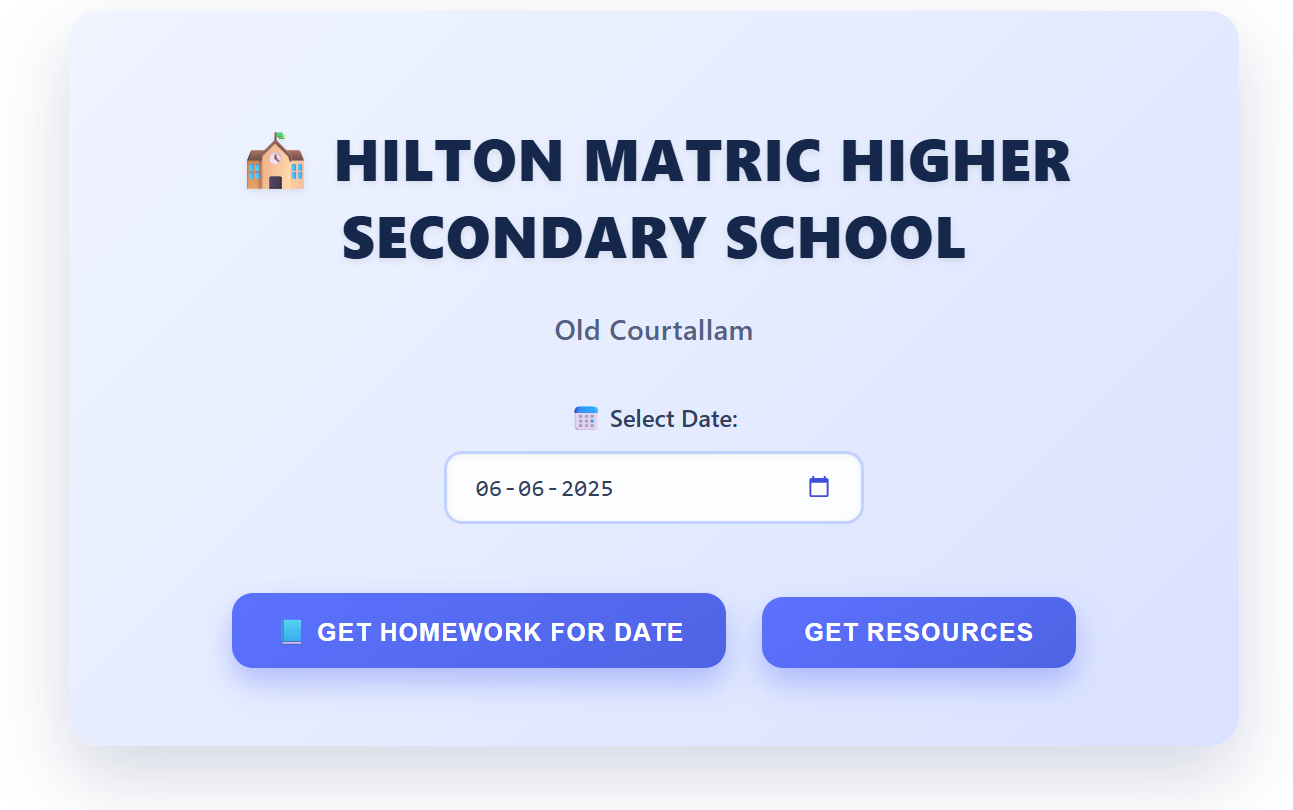 HILTON MATRIC HIGHER
SECONDARY SCHOOL
Old Courtallam
Select Date:
06-06-2025
GET HOMEWORK FOR DATE
GET RESOURCES